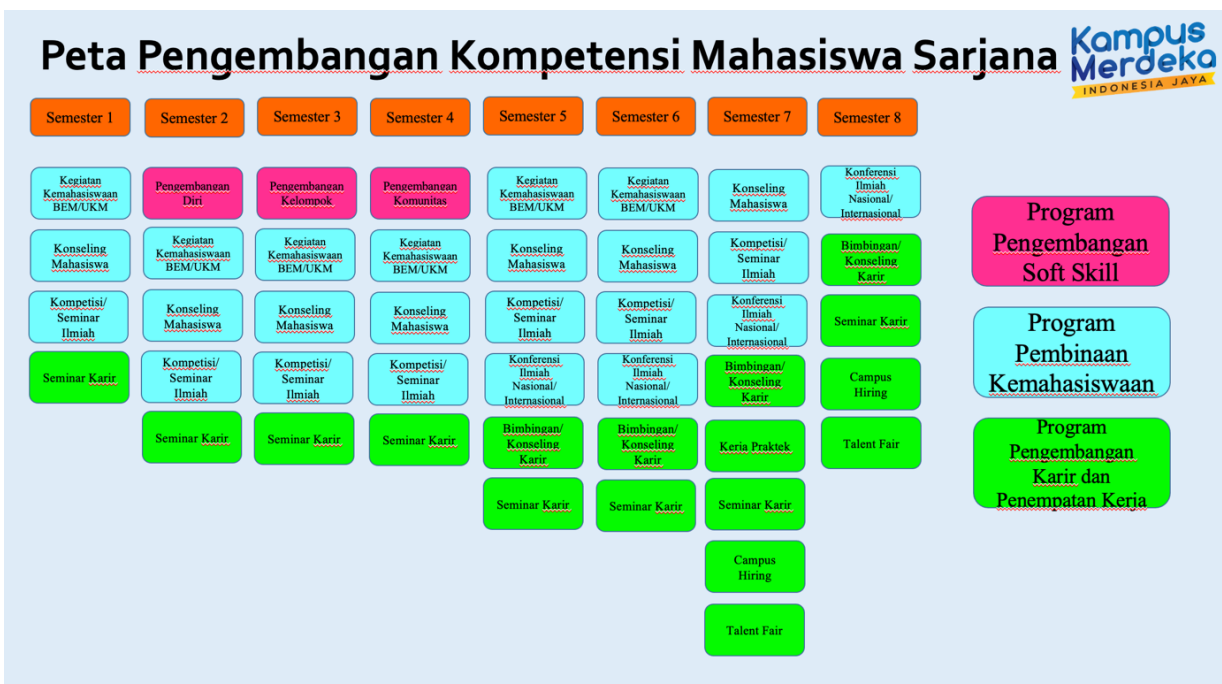 Peta Pengembangan Kompetensi Mahasiswa Sarjana
Kampus
Merdeka
INDONESIA JAYA
Semester 1
Semester 2
Semester 3
Semester 4
Semester 5
Semester 6
Semester 7
Semester 8
Kegiatan
Kemahasiswaan
BEM/UKM
Konseling
Mahasiswa
Kompetisi/
Seminar
Ilmiah
Seminar Karir
Pengembangan
Diri
Kegiatan
Kemahasiswaan
BEM/UKM
Konseling
Mahasiswa
Kompetisi/
Seminar
Ilmiah
Seminar Karir
Pengembangan
Kelompok
Kegiatan
Kemahasiswaan
BEM/UKM
Konseling
Mahasiswa
Kompetisi/
Seminar
Ilmiah
Seminar Karir
Pengembangan
Komunitas
Kegiatan
Kemahasiswaan
BEM/UKM
Konseling
Mahasiswa
Kompetisi/
Seminar
Ilmiah
Seminar Karir
Kegiatan
Kemahasiswaan
BEM/UKM
Konseling
Mahasiswa
Kompetisi/
Seminar
Ilmiah
Konferensi
Ilmiah
Nasional/
Internasional
Bimbingan/
Konseling
Karir
Seminar Karir
Kegiatan
Kemahasiswaan
BEM/UKM
Konseling
Mahasiswa
Kompetisi/
Seminar
Ilmiah
Konferensi
Ilmiah
Nasional/
Internasional
Bimbingan/
Konseling
Karir
Seminar Karir
Konseling
Mahasiswa
Kompetisi/
Seminar
Ilmiah
Konferensi
Ilmiah
Nasional/
Internasional
Bimbingan/
Konseling
Karir
Kerja Praktek
Seminar Karir
Campus
Hiring
Talent Fair
Konferensi
Ilmiah
Nasional/
Internasional
Bimbingan/
Konseling
Karir
Seminar Karir
Campus
Hiring
Talent Fair
Program
Pengembangan
Soft Skill
Program
Pembinaan
Kemahasiswaan
Program
Pengembangan
Karir dan
Penempatan Kerja